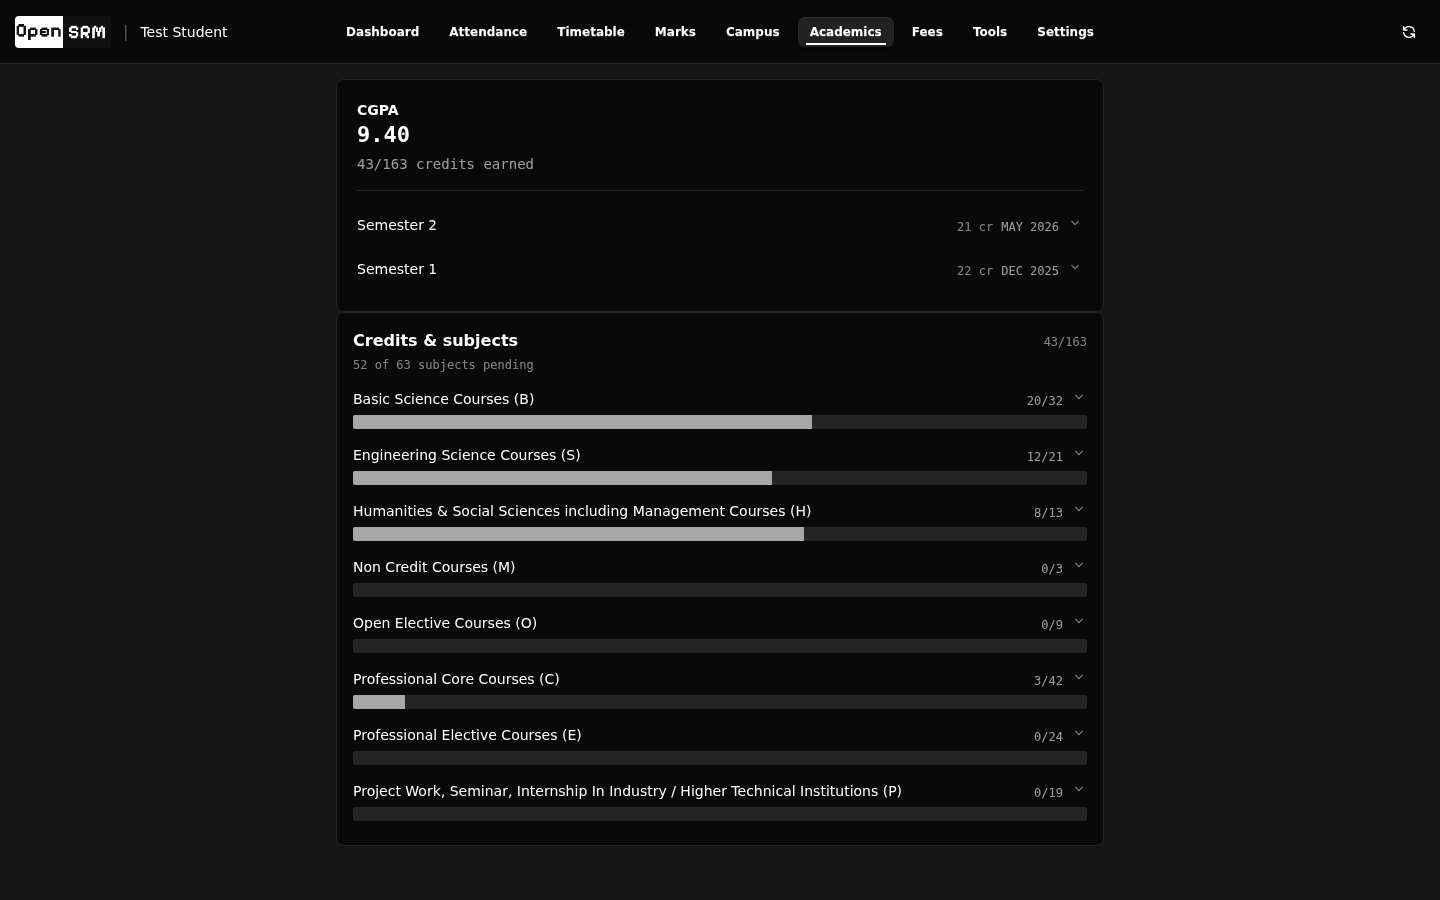 Open SRM | Test Student Dashboard Attendance Timetable Marks Campus Academics Fees Tools Settings
CGPA
9.40
43/163 credits earned
Semester 2 21 cr MAY 2026
Semester 1 22 cr DEC 2025
Credits & subjects 43/163
52 of 63 subjects pending
Basic Science Courses (B) 20/32
Engineering Science Courses (S) 12/21
Humanities & Social Sciences including Management Courses (H) 8/13
Non Credit Courses (M) 0/3
Open Elective Courses (O) 0/9
Professional Core Courses (C) 3/42
Professional Elective Courses (E) 0/24
Project Work, Seminar, Internship In Industry / Higher Technical Institutions (P) 0/19